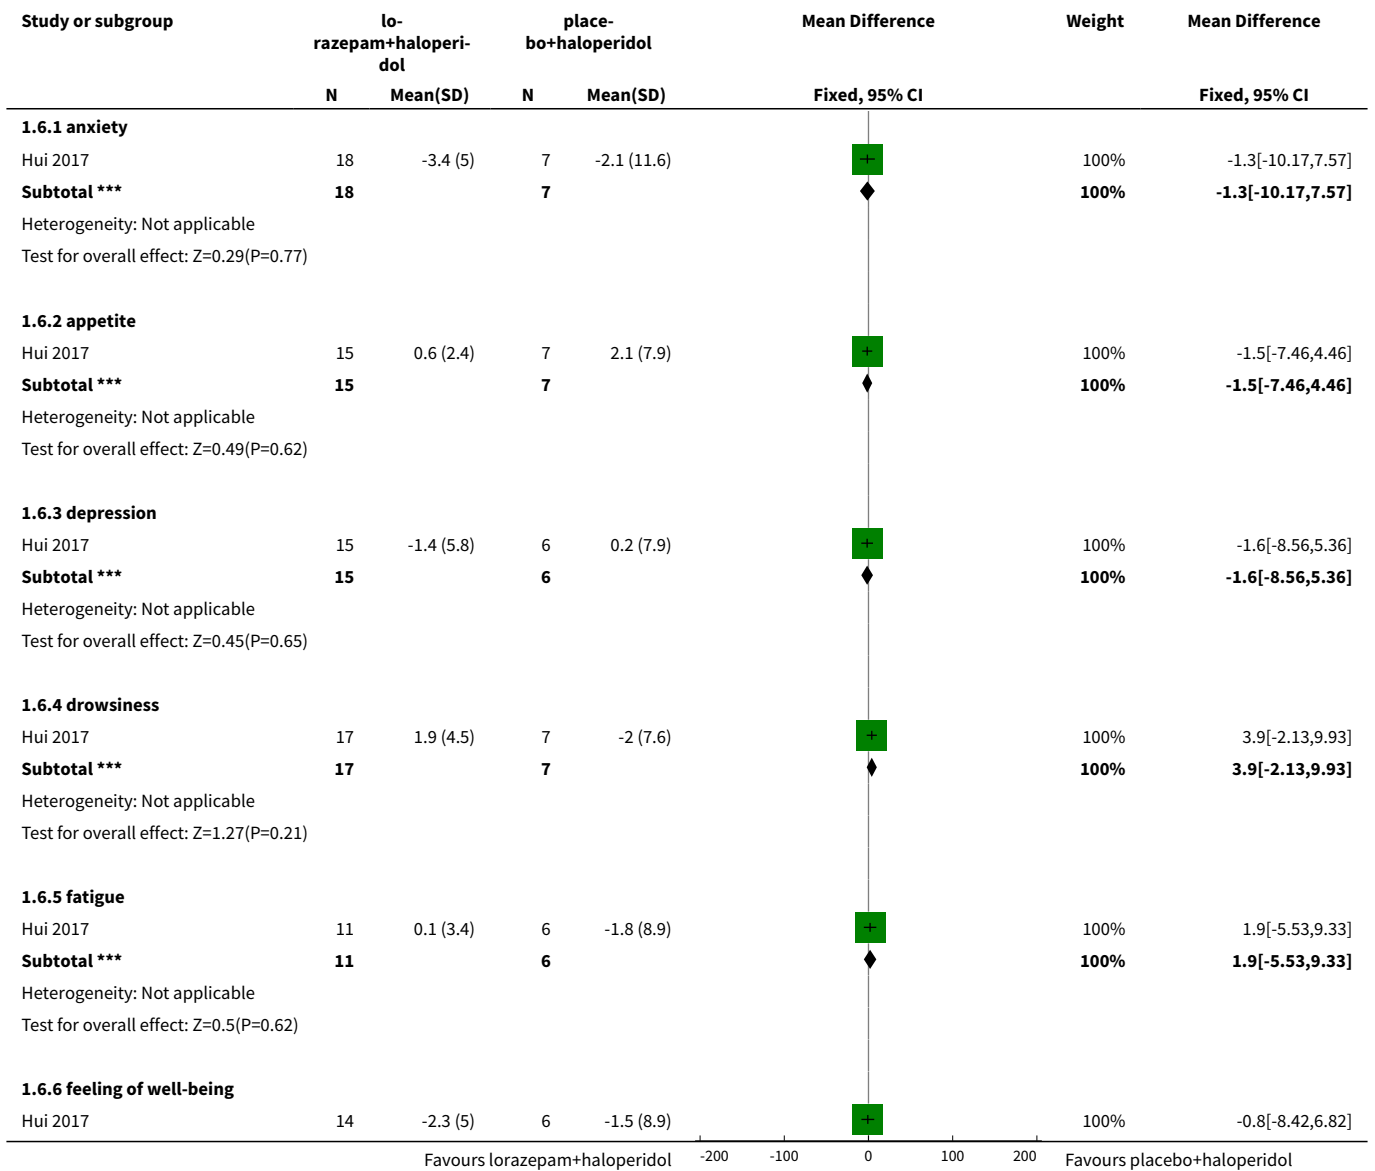 Study or subgroup lo- place- Mean Difference Weight Mean Difference
razepam+haloperi- bo+haloperidol
dol
N Mean(SD) N Mean(SD) Fixed, 95% CI Fixed, 95% CI
1.6.1 anxiety
Hui 2017 18 -3.4 (5) 7 -2.1 (11.6) 100% -1.3[-10.17,7.57]
Subtotal *** 18 7 100% -1.3[-10.17,7.57]
Heterogeneity: Not applicable
Test for overall effect: Z=0.29(P=0.77)
1.6.2 appetite
Hui 2017 15 0.6 (2.4) 7 2.1 (7.9) 100% -1.5[-7.46,4.46]
Subtotal *** 15 7 100% -1.5[-7.46,4.46]
Heterogeneity: Not applicable
Test for overall effect: Z=0.49(P=0.62)
1.6.3 depression
Hui 2017 15 -1.4 (5.8) 6 0.2 (7.9) 100% -1.6[-8.56,5.36]
Subtotal *** 15 6 100% -1.6[-8.56,5.36]
Heterogeneity: Not applicable
Test for overall effect: Z=0.45(P=0.65)
1.6.4 drowsiness
Hui 2017 17 1.9 (4.5) 7 -2 (7.6) 100% 3.9[-2.13,9.93]
Subtotal *** 17 7 100% 3.9[-2.13,9.93]
Heterogeneity: Not applicable
Test for overall effect: Z=1.27(P=0.21)
1.6.5 fatigue
Hui 2017 11 0.1 (3.4) 6 -1.8 (8.9) 100% 1.9[-5.53,9.33]
Subtotal *** 11 6 100% 1.9[-5.53,9.33]
Heterogeneity: Not applicable
Test for overall effect: Z=0.5(P=0.62)
1.6.6 feeling of well-being
Hui 2017 14 -2.3 (5) 6 -1.5 (8.9) 100% -0.8[-8.42,6.82]
Favours lorazepam+haloperidol -200 -100 0 100 200 Favours placebo+haloperidol